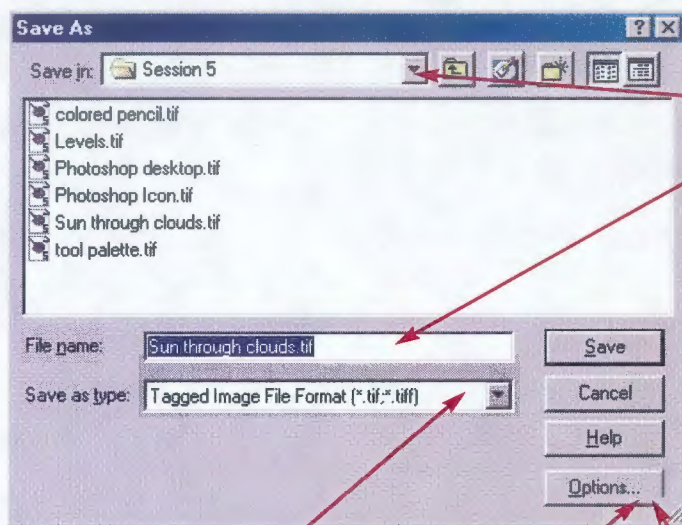 Save As
Save in: Session 5
colored pencil.tif
Levels.tif
Photoshop desktop.tif
Photoshop Icon.tif
Sun through clouds.tif
tool palette.tif
File name: Sun through clouds.tif Save
Save as type: Tagged Image File Format (*.tif;*.tiff) Cancel
Help
Options...